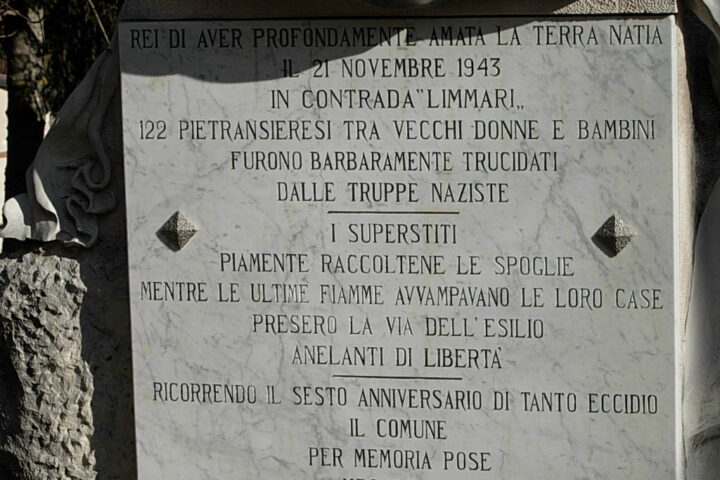 REI DI AVER PROFONDAMENTE AMATA LA TERRA NATIA
IL 21 NOVEMBRE 1943
IN CONTRADA "LIMMARI„
122 PIETRANSIERESI TRA VECCHI DONNE E BAMBINI
FURONO BARBARAMENTE TRUCIDATI
DALLE TRUPPE NAZISTE
I SUPERSTITI
PIAMENTE RACCOLTENE LE SPOGLIE
MENTRE LE ULTIME FIAMME AVVAMPAVANO LE LORO CASE
PRESERO LA VIA DELL'ESILIO
ANELANTI DI LIBERTA'
RICORRENDO IL SESTO ANNIVERSARIO DI TANTO ECCIDIO
IL COMUNE
PER MEMORIA POSE